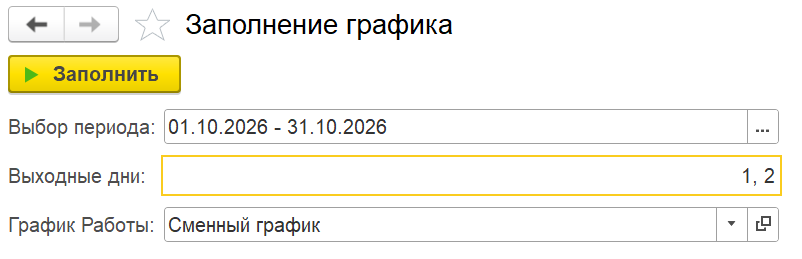 Заполнение графика
Заполнить
Выбор периода: 01.10.2026 - 31.10.2026 ...
Выходные дни: 1, 2
График Работы: Сменный график